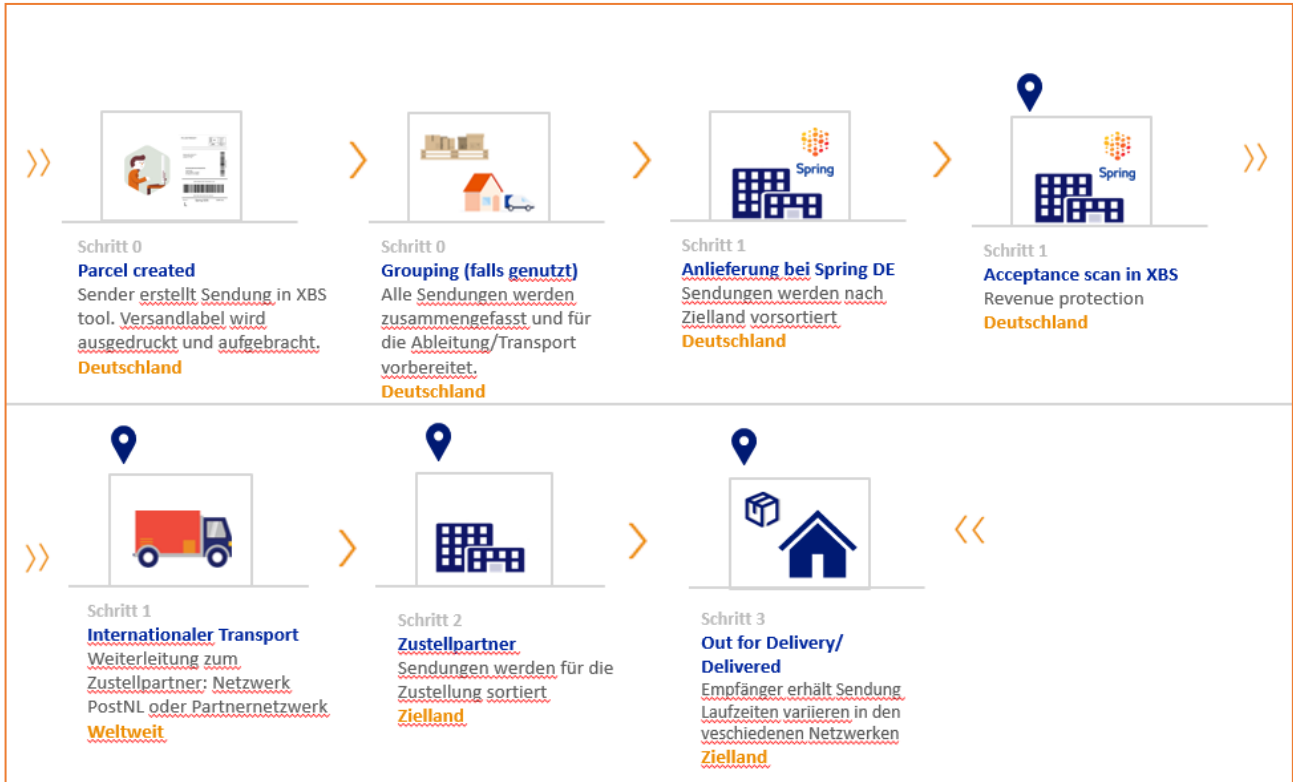 Spring
Spring
Schritt 0
Parcel created
Sender erstellt Sendung in XBS
tool. Versandlabel wird
ausgedruckt und aufgebracht.
Deutschland
Schritt 0
Grouping (falls genutzt)
Alle Sendungen werden
zusammengefasst und für
die Ableitung/Transport
vorbereitet.
Deutschland
Schritt 1
Anlieferung bei Spring DE
Sendungen werden nach
Zielland vorsortiert
Deutschland
Schritt 1
Acceptance scan in XBS
Revenue protection
Deutschland
Schritt 1
Internationaler Transport
Weiterleitung zum
Zustellpartner: Netzwerk
PostNL oder Partnernetzwerk
Weltweit
Schritt 2
Zustellpartner
Sendungen werden für die
Zustellung sortiert
Zielland
Schritt 3
Out for Delivery/
Delivered
Empfänger erhält Sendung
Laufzeiten variieren in den
veschiedenen Netzwerken
Zielland